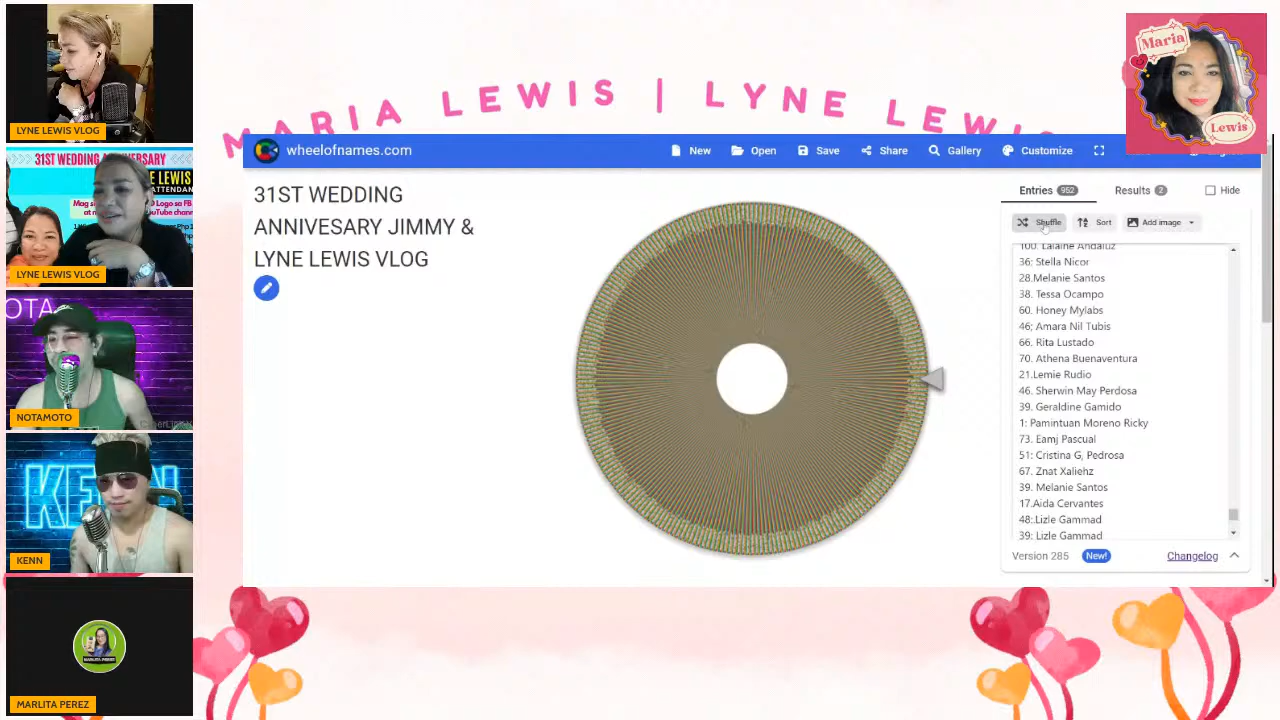 LYNE LEWIS VLOG
31ST WEDDING ANNIVERSARY
LYNE LEWIS VLOG
NOTAMOTO
KENN
KENN
MARLITA PEREZ
MARIA LEWIS | LYNE LEWIS
Maria
Lewis
wheelofnames.com
New
Open
Save
Share
Gallery
Customize
31ST WEDDING
ANNIVESARY JIMMY &
LYNE LEWIS VLOG
Entries 952
Results 2
Hide
Shuffle
Sort
Add image
100. Lalaine Andaluz
36: Stella Nicor
28.Melanie Santos
38. Tessa Ocampo
60. Honey Mylabs
46; Amara Nil Tubis
66. Rita Lustado
70. Athena Buenaventura
21.Lemie Rudio
46. Sherwin May Perdosa
39. Geraldine Gamido
1: Pamintuan Moreno Ricky
73. Eamj Pascual
51: Cristina G, Pedrosa
67. Znat Xaliehz
39. Melanie Santos
17.Aida Cervantes
48:.Lizle Gammad
39: Lizle Gammad
Version 285
New!
Changelog